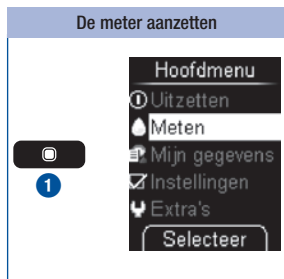 De meter aanzetten
Hoofdmenu
Uitzetten
Meten
Mijn gegevens
Instellingen
Extra's
Selecteer
1